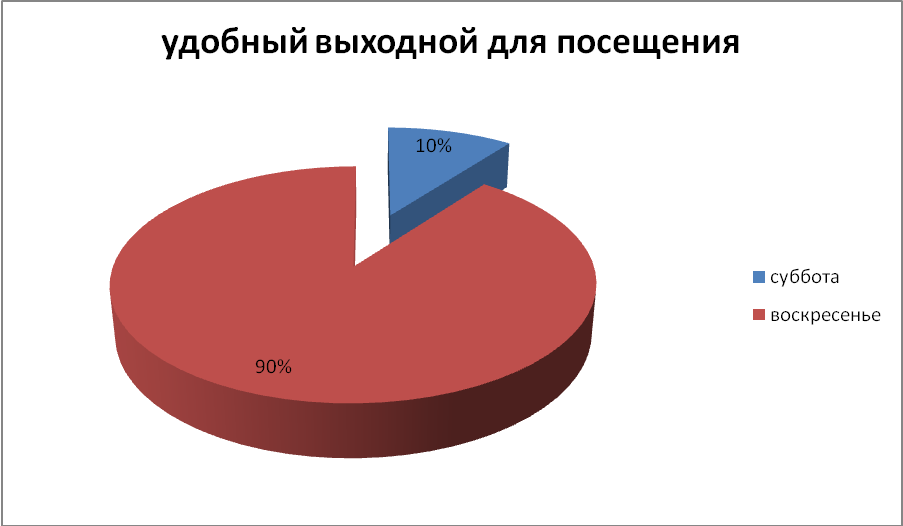 удобный выходной для посещения
10%
суббота
воскресенье
90%